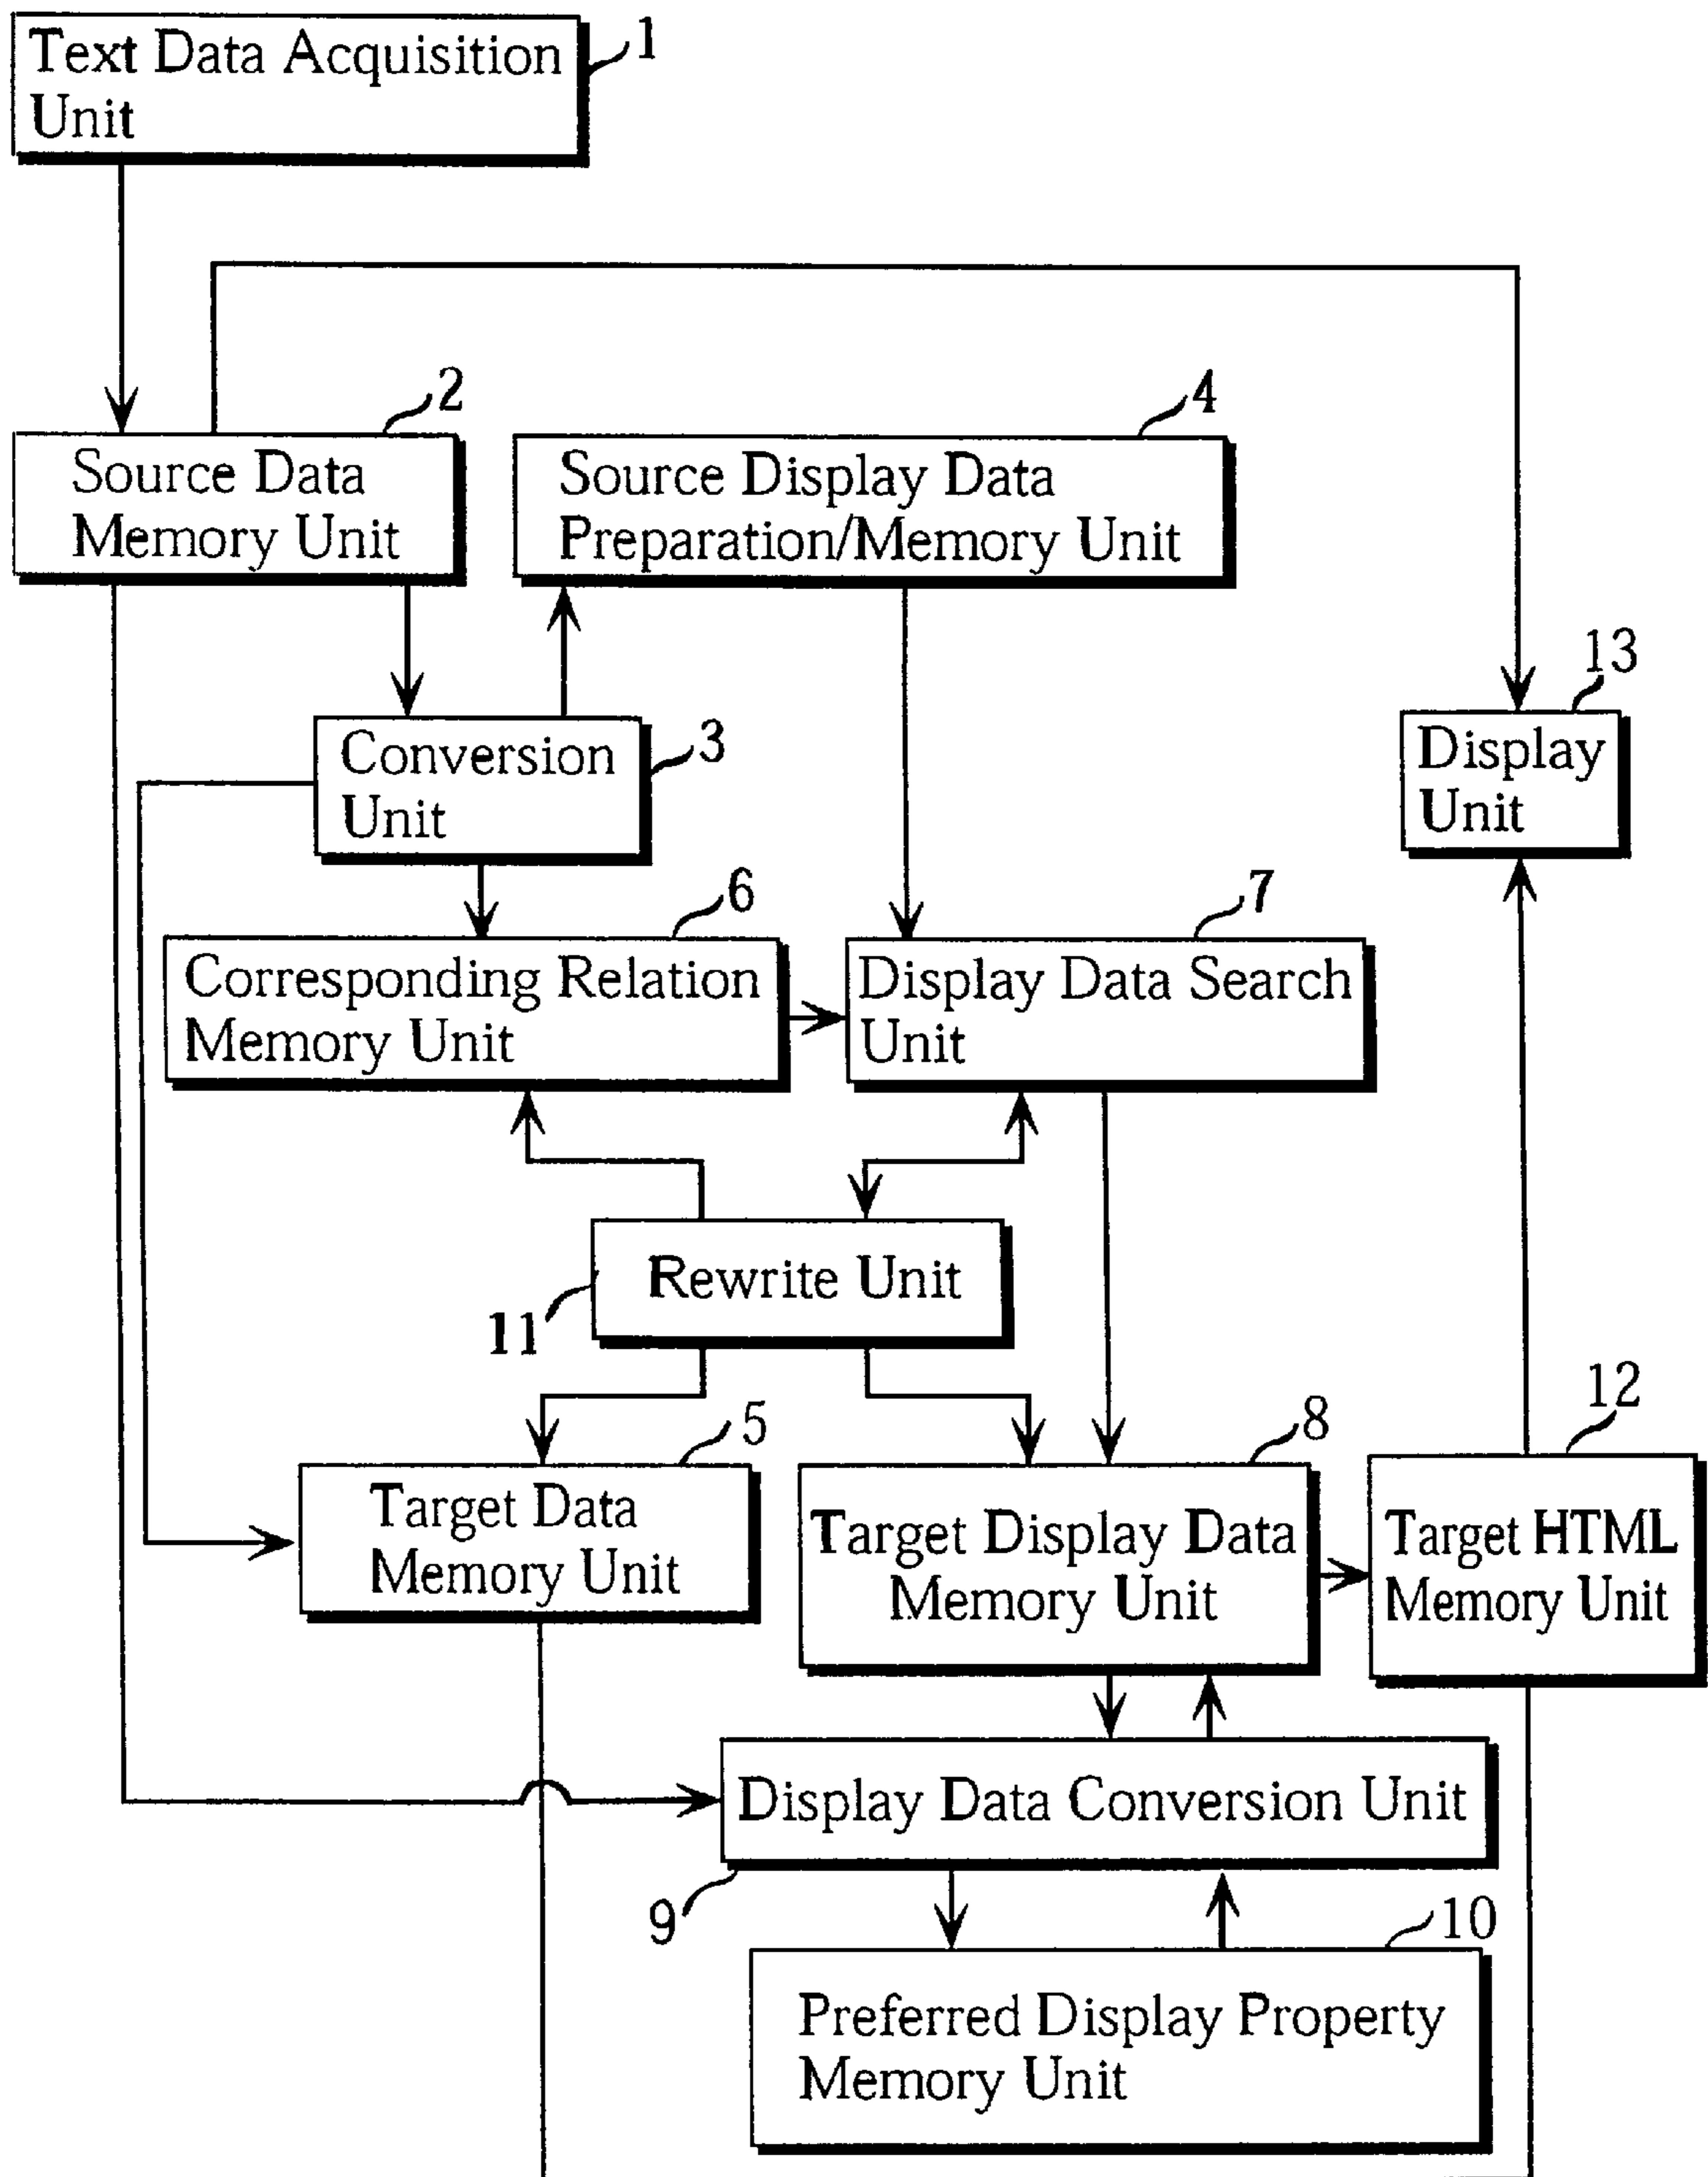 Text Data Acquisition
Unit
1
2
Source Data
Memory Unit
4
Source Display Data
Preparation/Memory Unit
13
Display
Unit
Conversion
Unit
3
6
Corresponding Relation
Memory Unit
7
Display Data Search
Unit
Rewrite Unit
11
5
Target Data
Memory Unit
8
Target Display Data
Memory Unit
12
Target HTML
Memory Unit
Display Data Conversion Unit
9
10
Preferred Display Property
Memory Unit